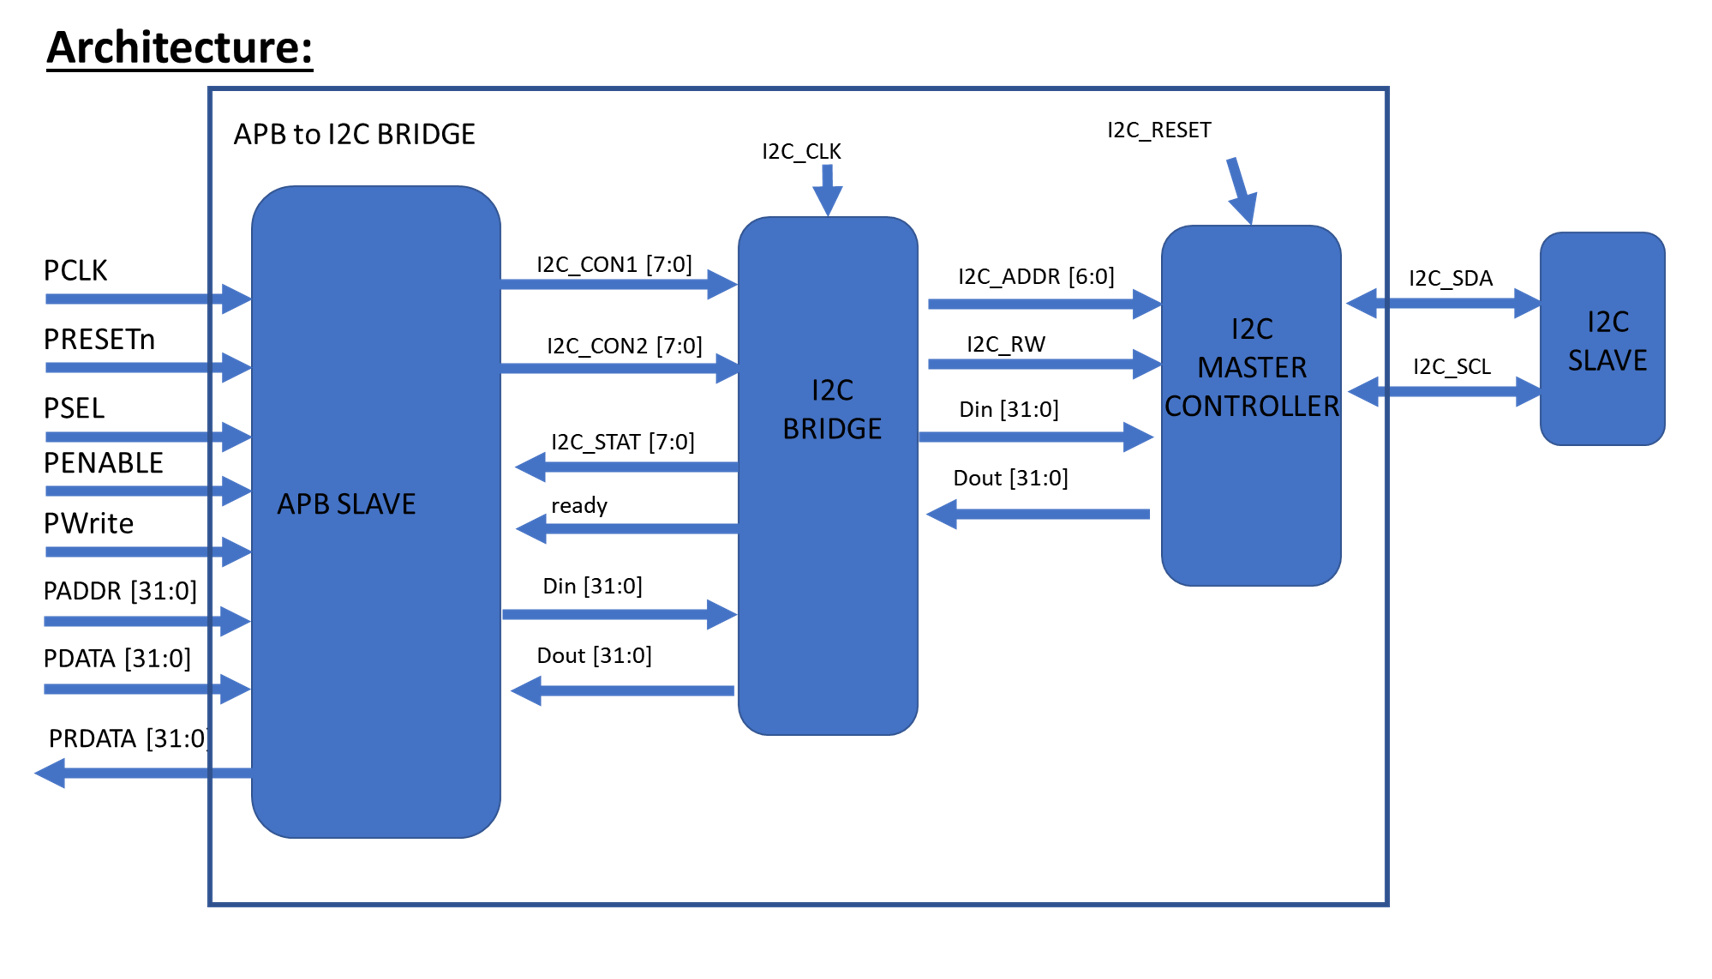 Architecture:
APB to I2C BRIDGE
I2C_CLK
I2C_RESET
PCLK
PRESETn
PSEL
PENABLE
PWrite
PADDR [31:0]
PDATA [31:0]
PRDATA [31:0]
APB SLAVE
I2C_CON1 [7:0]
I2C_CON2 [7:0]
I2C_STAT [7:0]
ready
Din [31:0]
Dout [31:0]
I2C
BRIDGE
I2C_ADDR [6:0]
I2C_RW
Din [31:0]
Dout [31:0]
I2C
MASTER
CONTROLLER
I2C_SDA
I2C_SCL
I2C
SLAVE